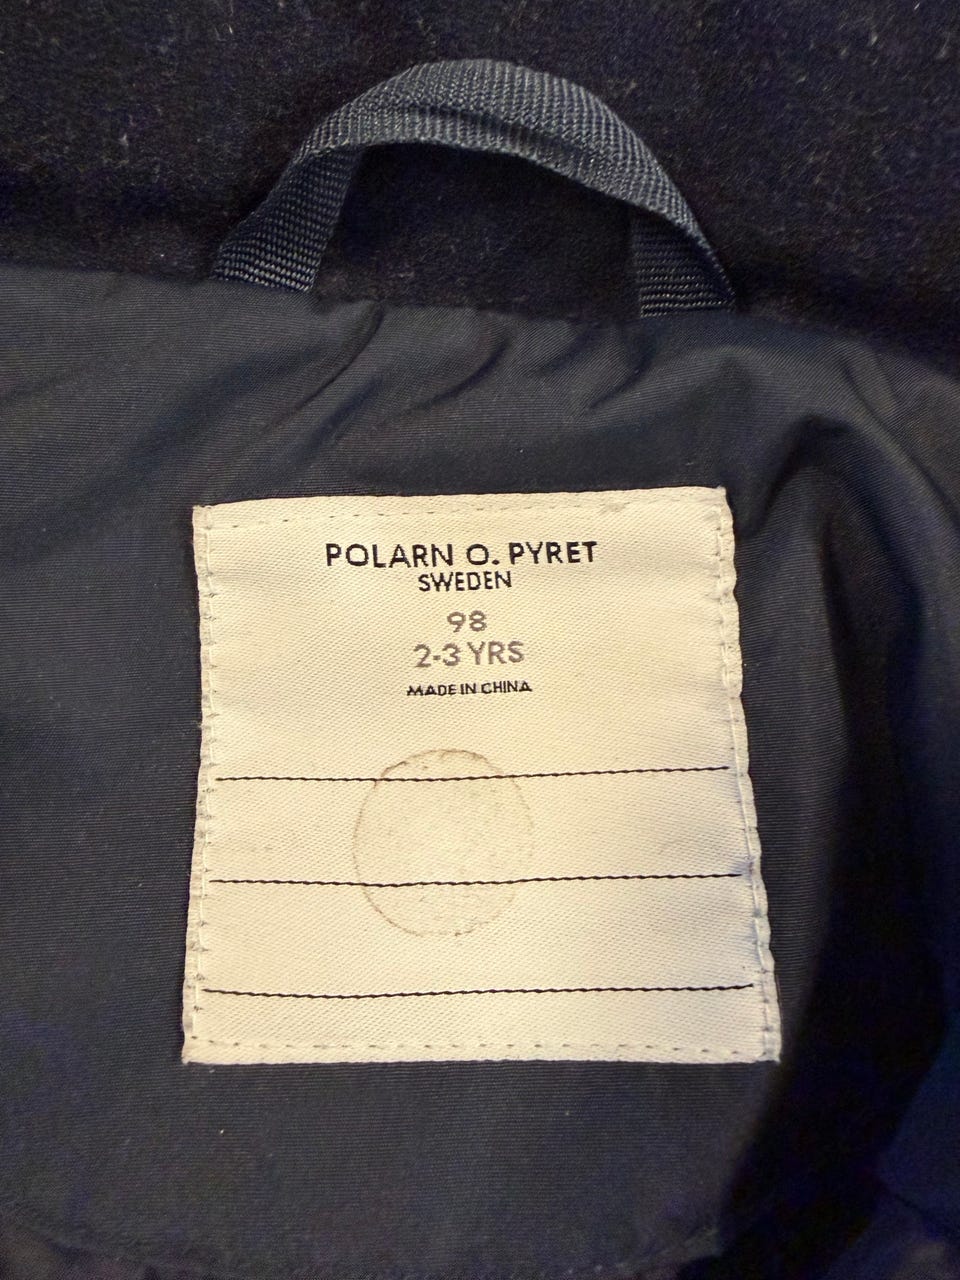 POLARN O. PYRET
SWEDEN
98
2-3 YRS
MADE IN CHINA